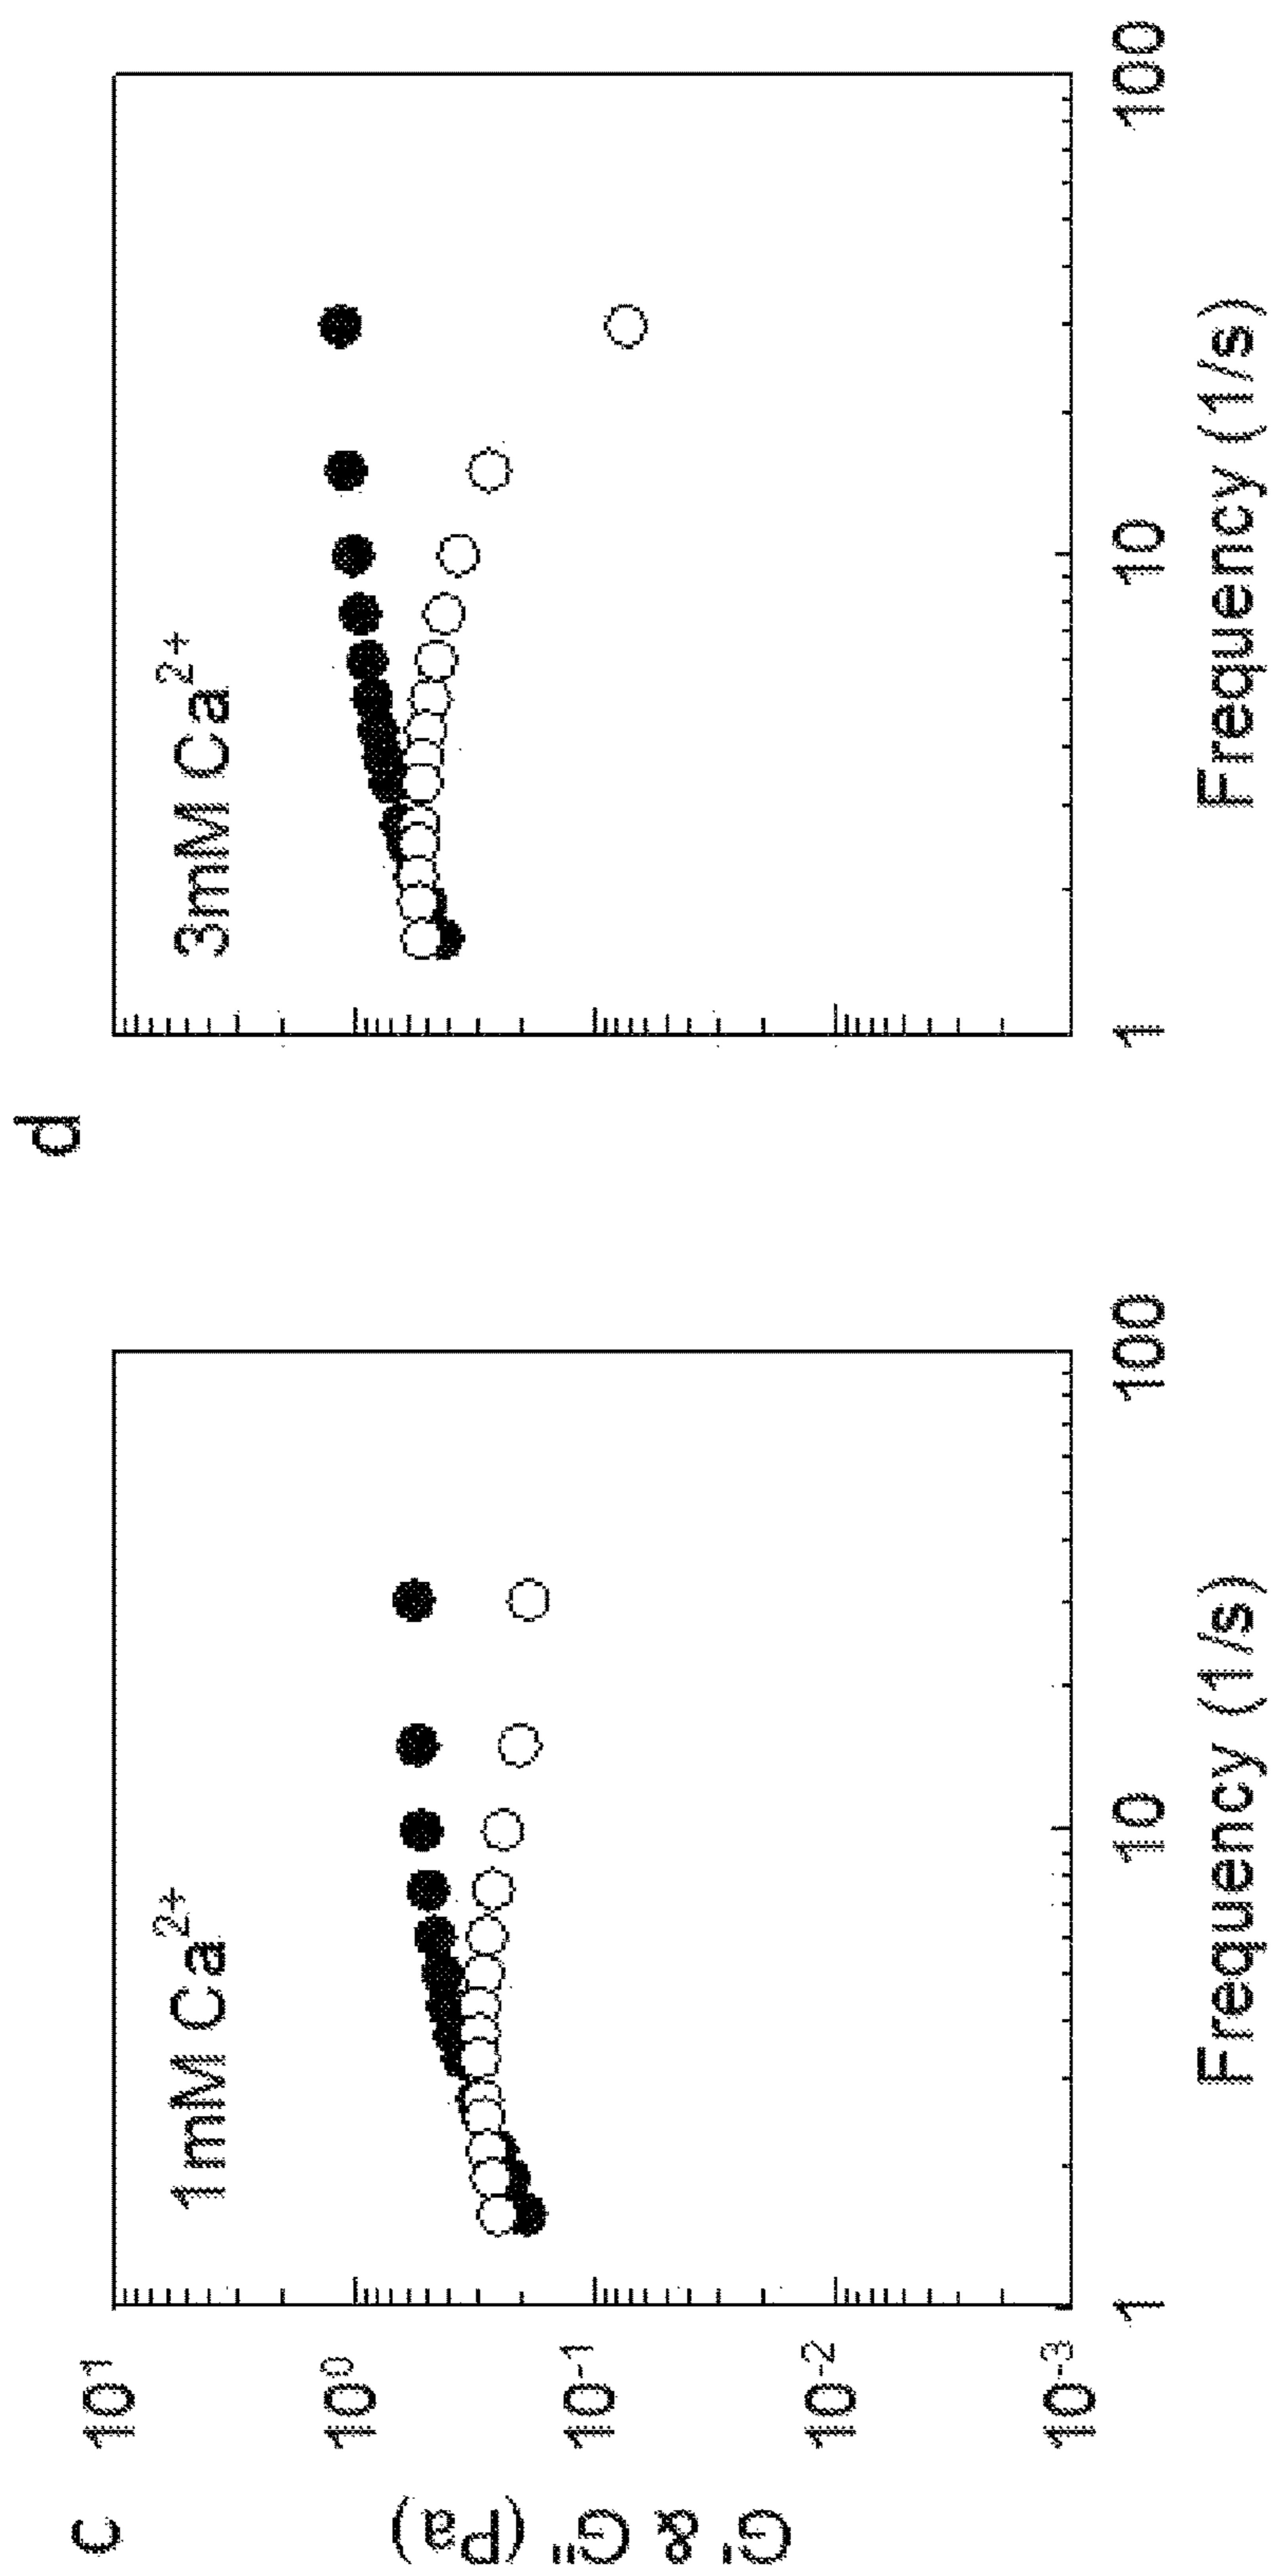 c
1mM Ca²⁺
G' & G'' (Pa)
10¹
10⁰
10⁻¹
10⁻²
10⁻³
1
10
100
Frequency (1/s)
d
3mM Ca²⁺
1
10
100
Frequency (1/s)